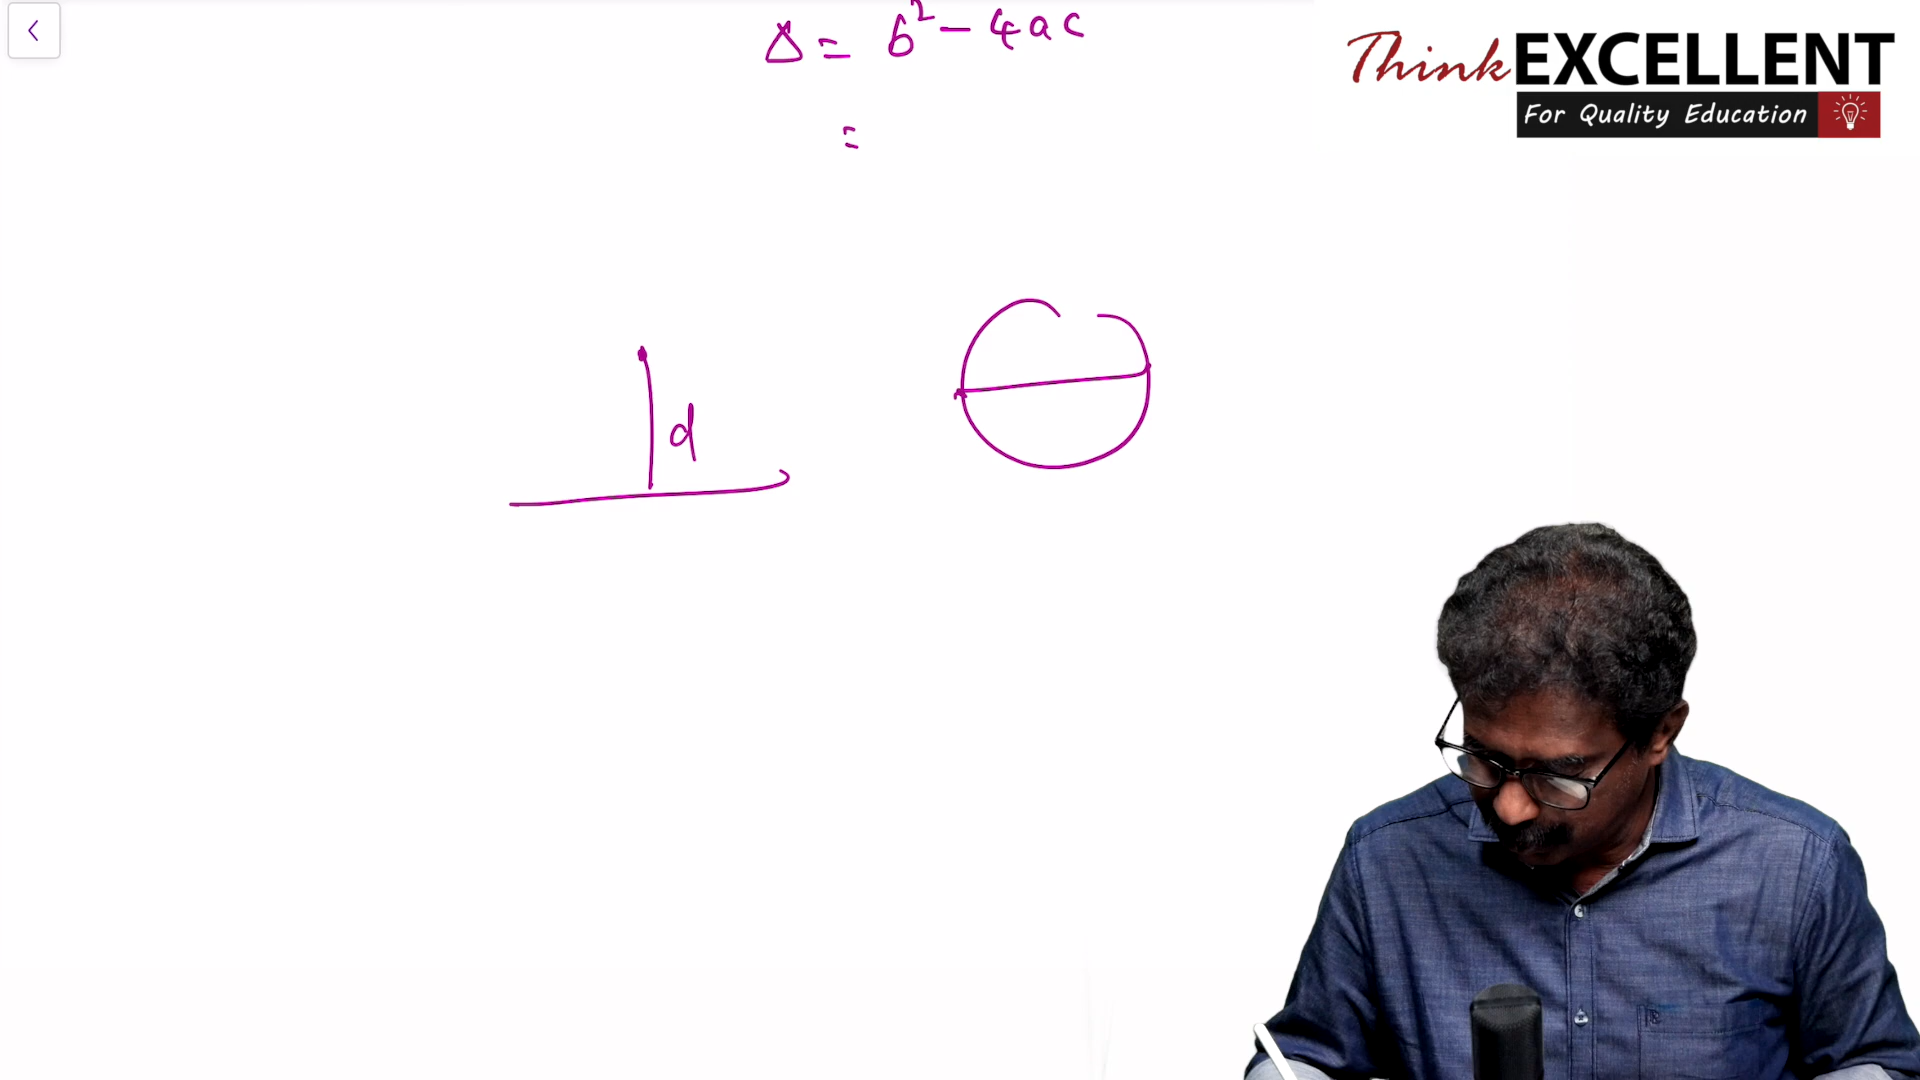 Δ = b² - 4ac
=
d
Think EXCELLENT
For Quality Education